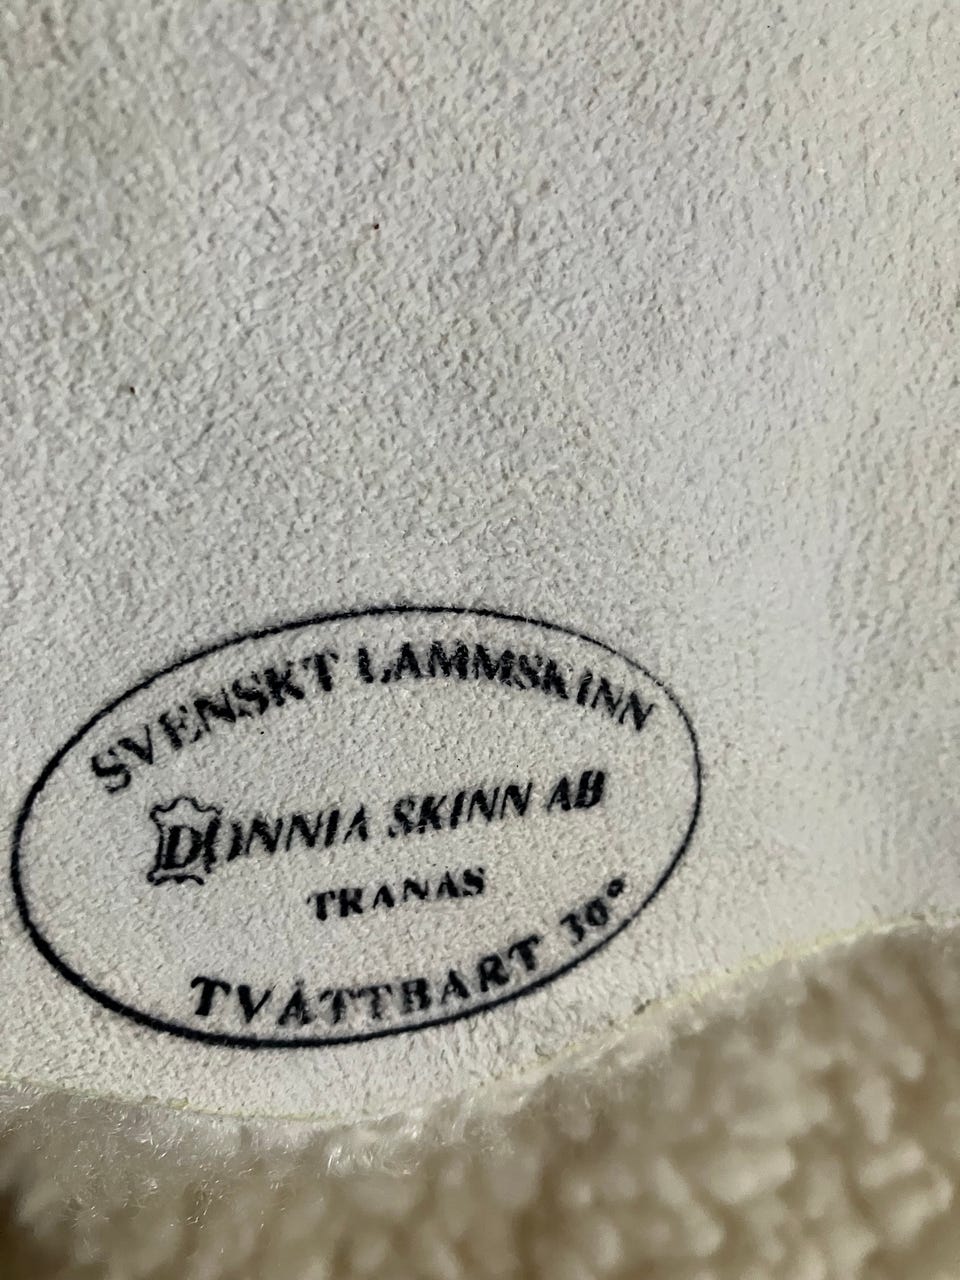 SVENSKT LAMMSKINN
DONNIA SKINN AB
TRANAS
TVÄTTBART 30°